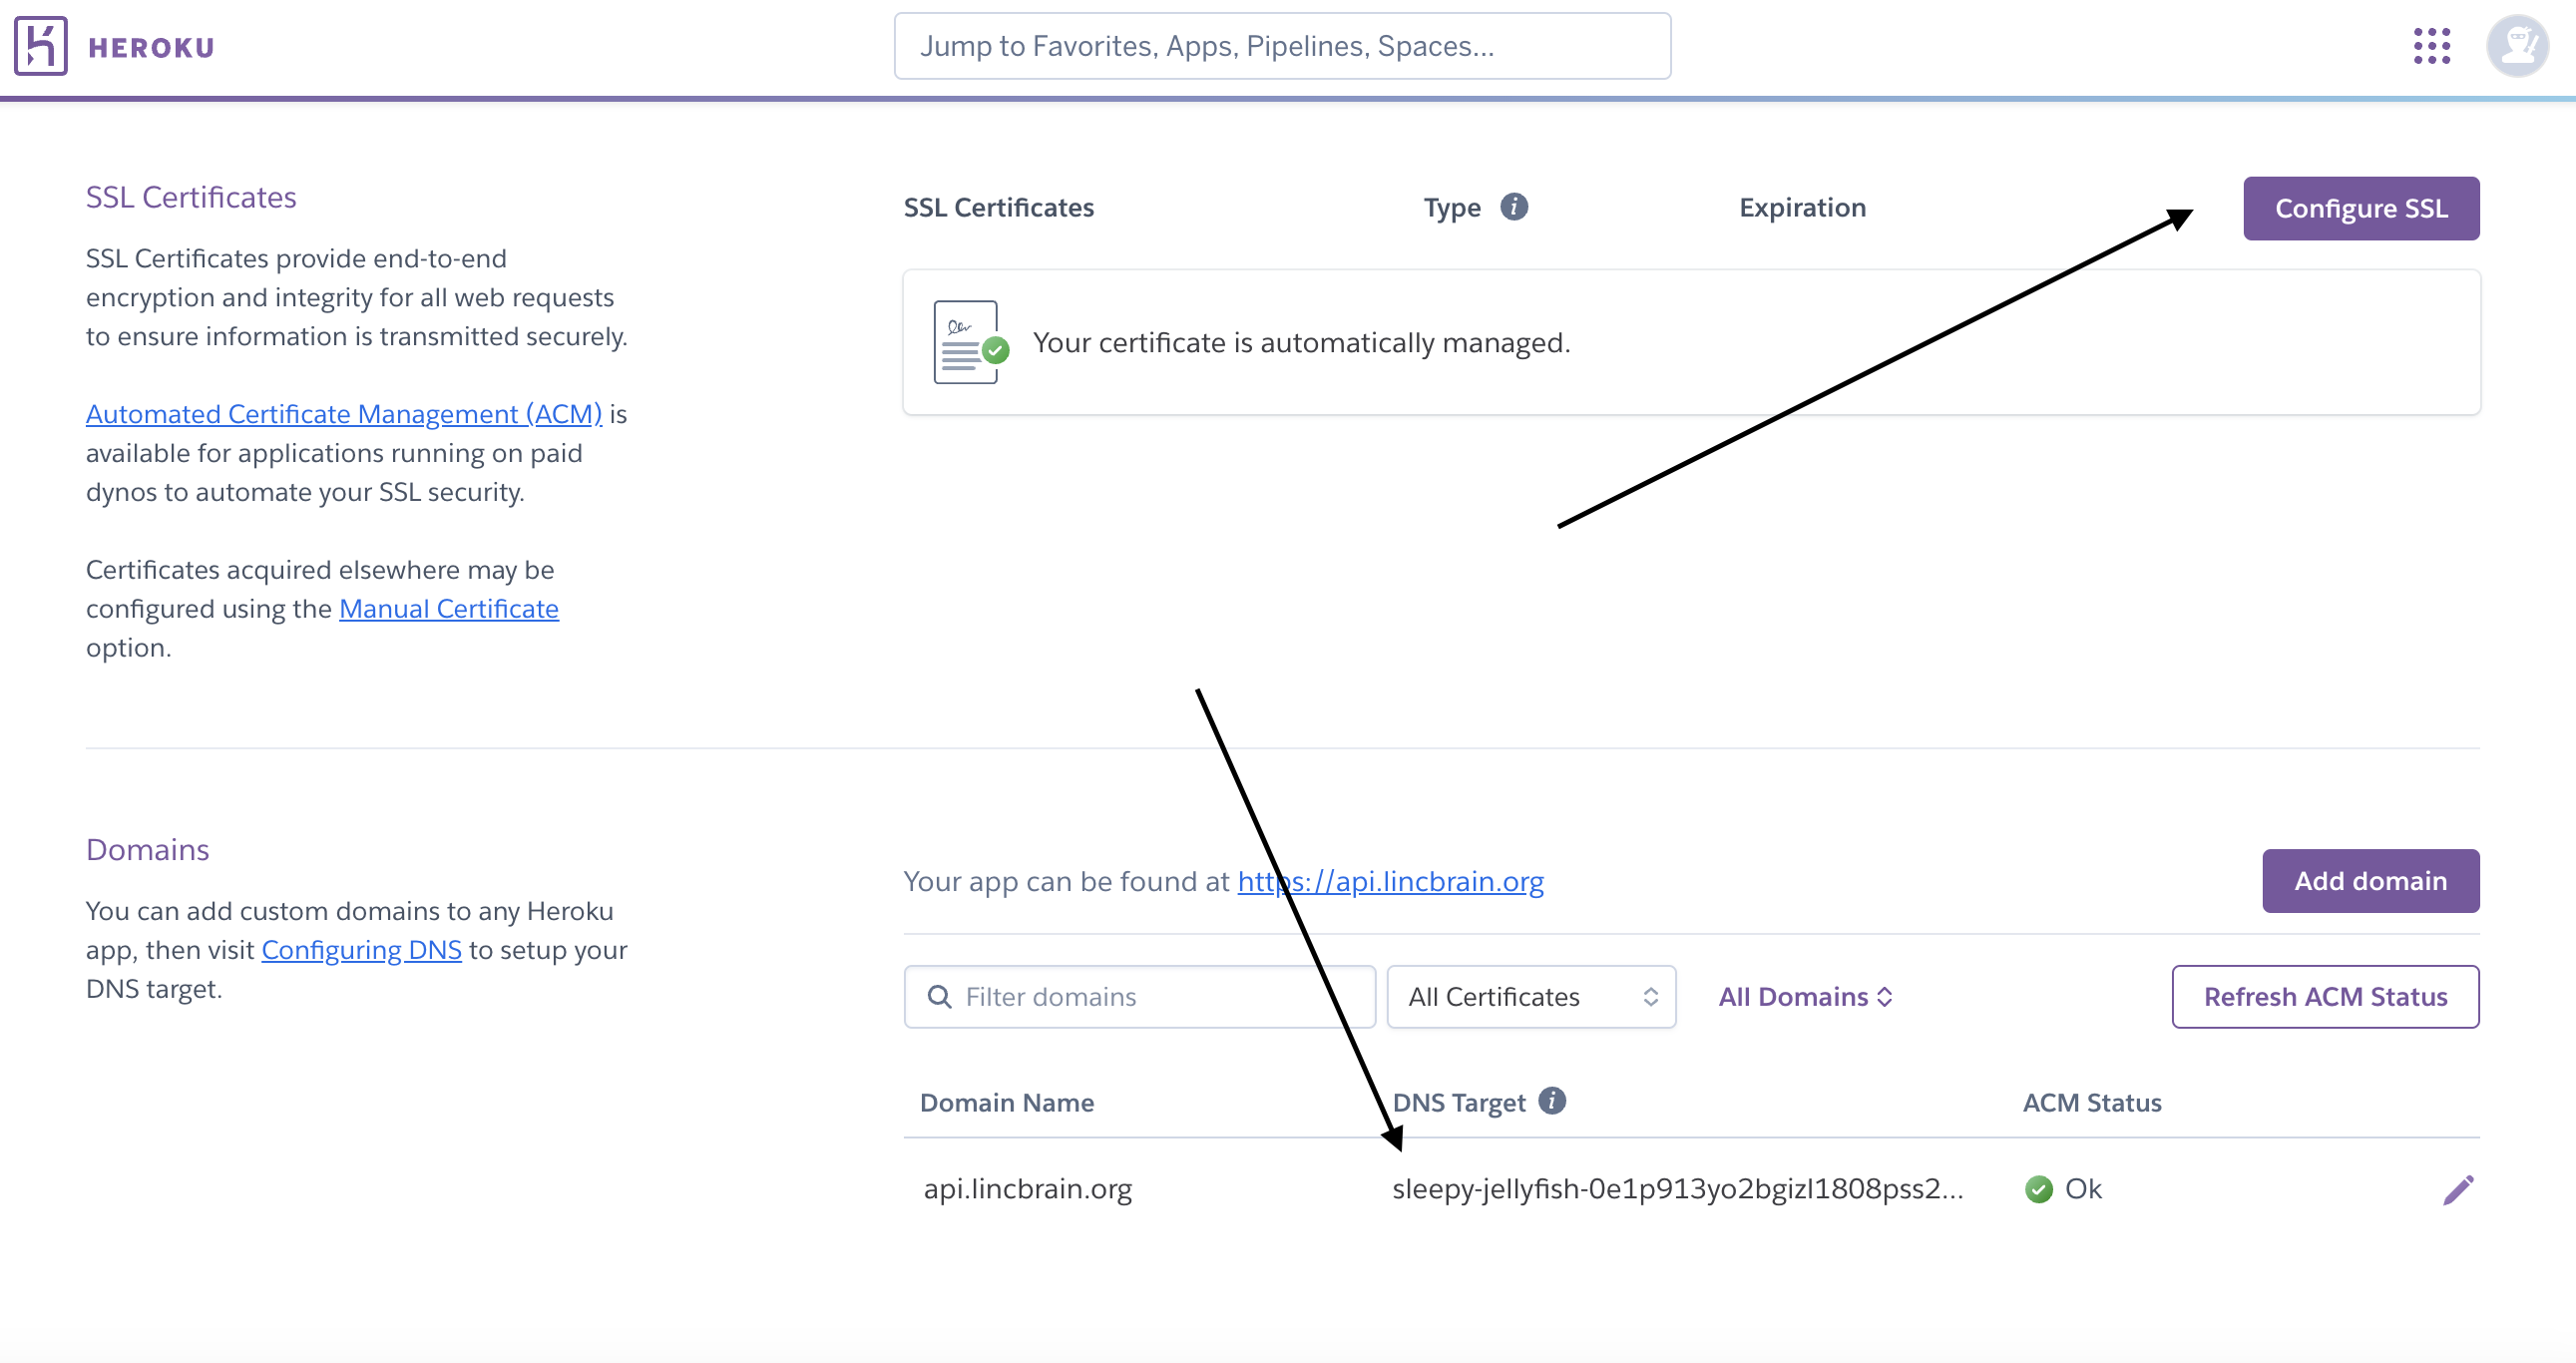 HEROKU
Jump to Favorites, Apps, Pipelines, Spaces...
SSL Certificates
SSL Certificates provide end-to-end
encryption and integrity for all web requests
to ensure information is transmitted securely.
Automated Certificate Management (ACM) is
available for applications running on paid
dynos to automate your SSL security.
Certificates acquired elsewhere may be
configured using the Manual Certificate
option.
SSL Certificates Type Expiration Configure SSL
Your certificate is automatically managed.
Domains
You can add custom domains to any Heroku
app, then visit Configuring DNS to setup your
DNS target.
Your app can be found at https://api.lincbrain.org Add domain
Filter domains All Certificates All Domains Refresh ACM Status
Domain Name DNS Target ACM Status
api.lincbrain.org sleepy-jellyfish-0e1p913yo2bgizl1808pss2... Ok